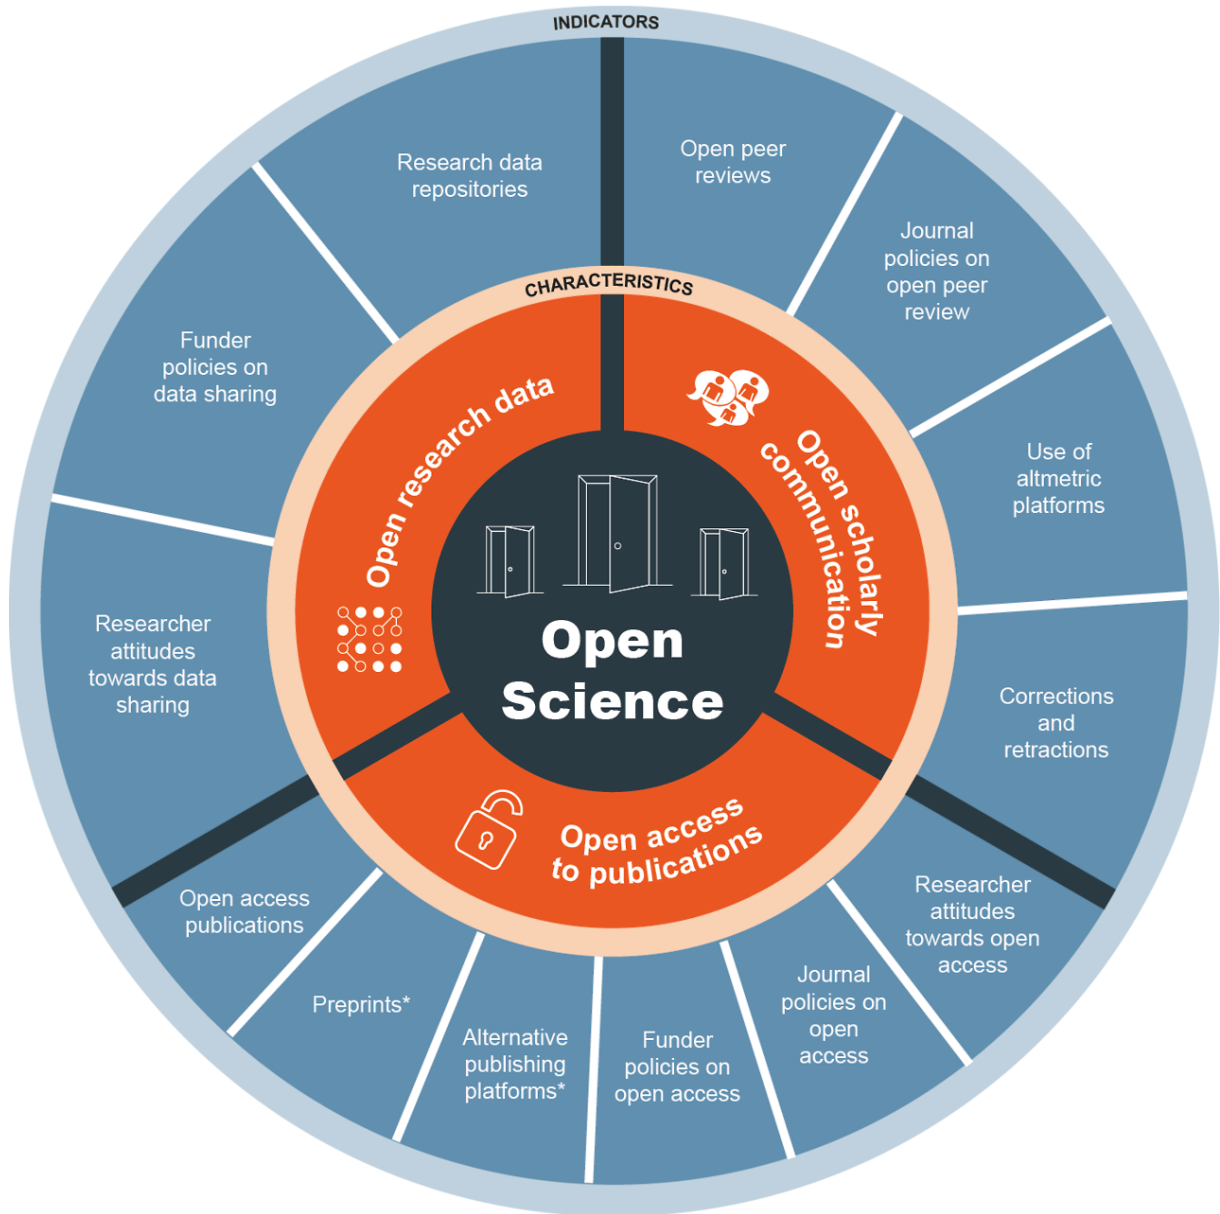 INDICATORS
Research data
repositories
Open peer
reviews
Journal
policies on
open peer
review
Funder
policies on
data sharing
CHARACTERISTICS
Open research data
Open scholarly
communication
Use of
altmetric
platforms
Researcher
attitudes
towards data
sharing
Open
Science
Corrections
and
retractions
Open access
to publications
Open access
publications
Preprints*
Alternative
publishing
platforms*
Funder
policies on
open access
Journal
policies on
open
access
Researcher
attitudes
towards open
access